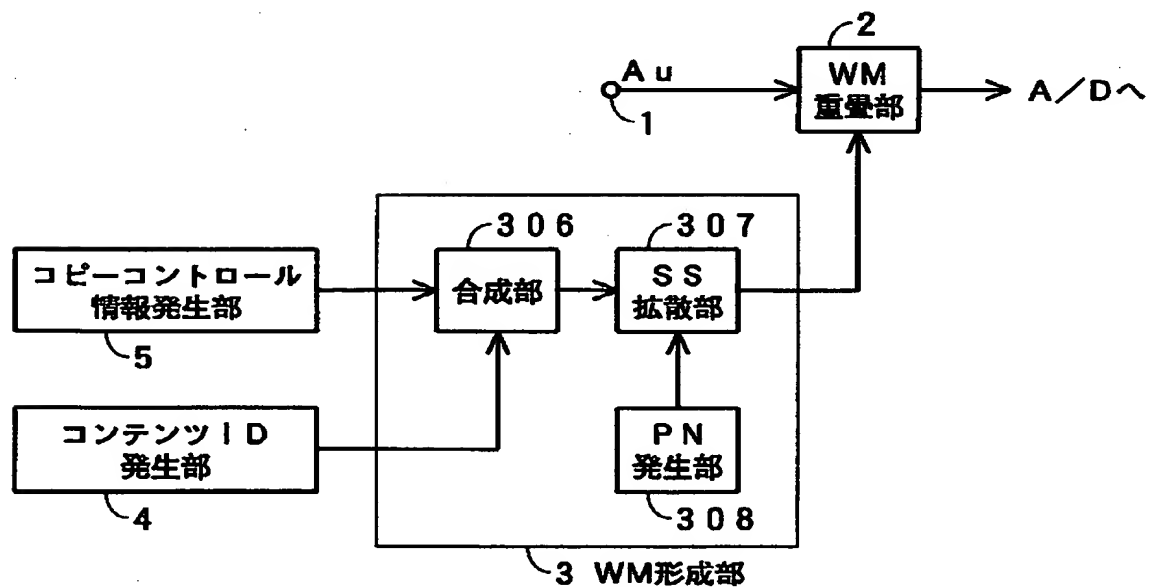 2
Au
WM
重畳部
A/Dへ
1
306
307
コピーコントロール
情報発生部
合成部
SS
拡散部
5
コンテンツID
発生部
PN
発生部
4
308
3 WM形成部